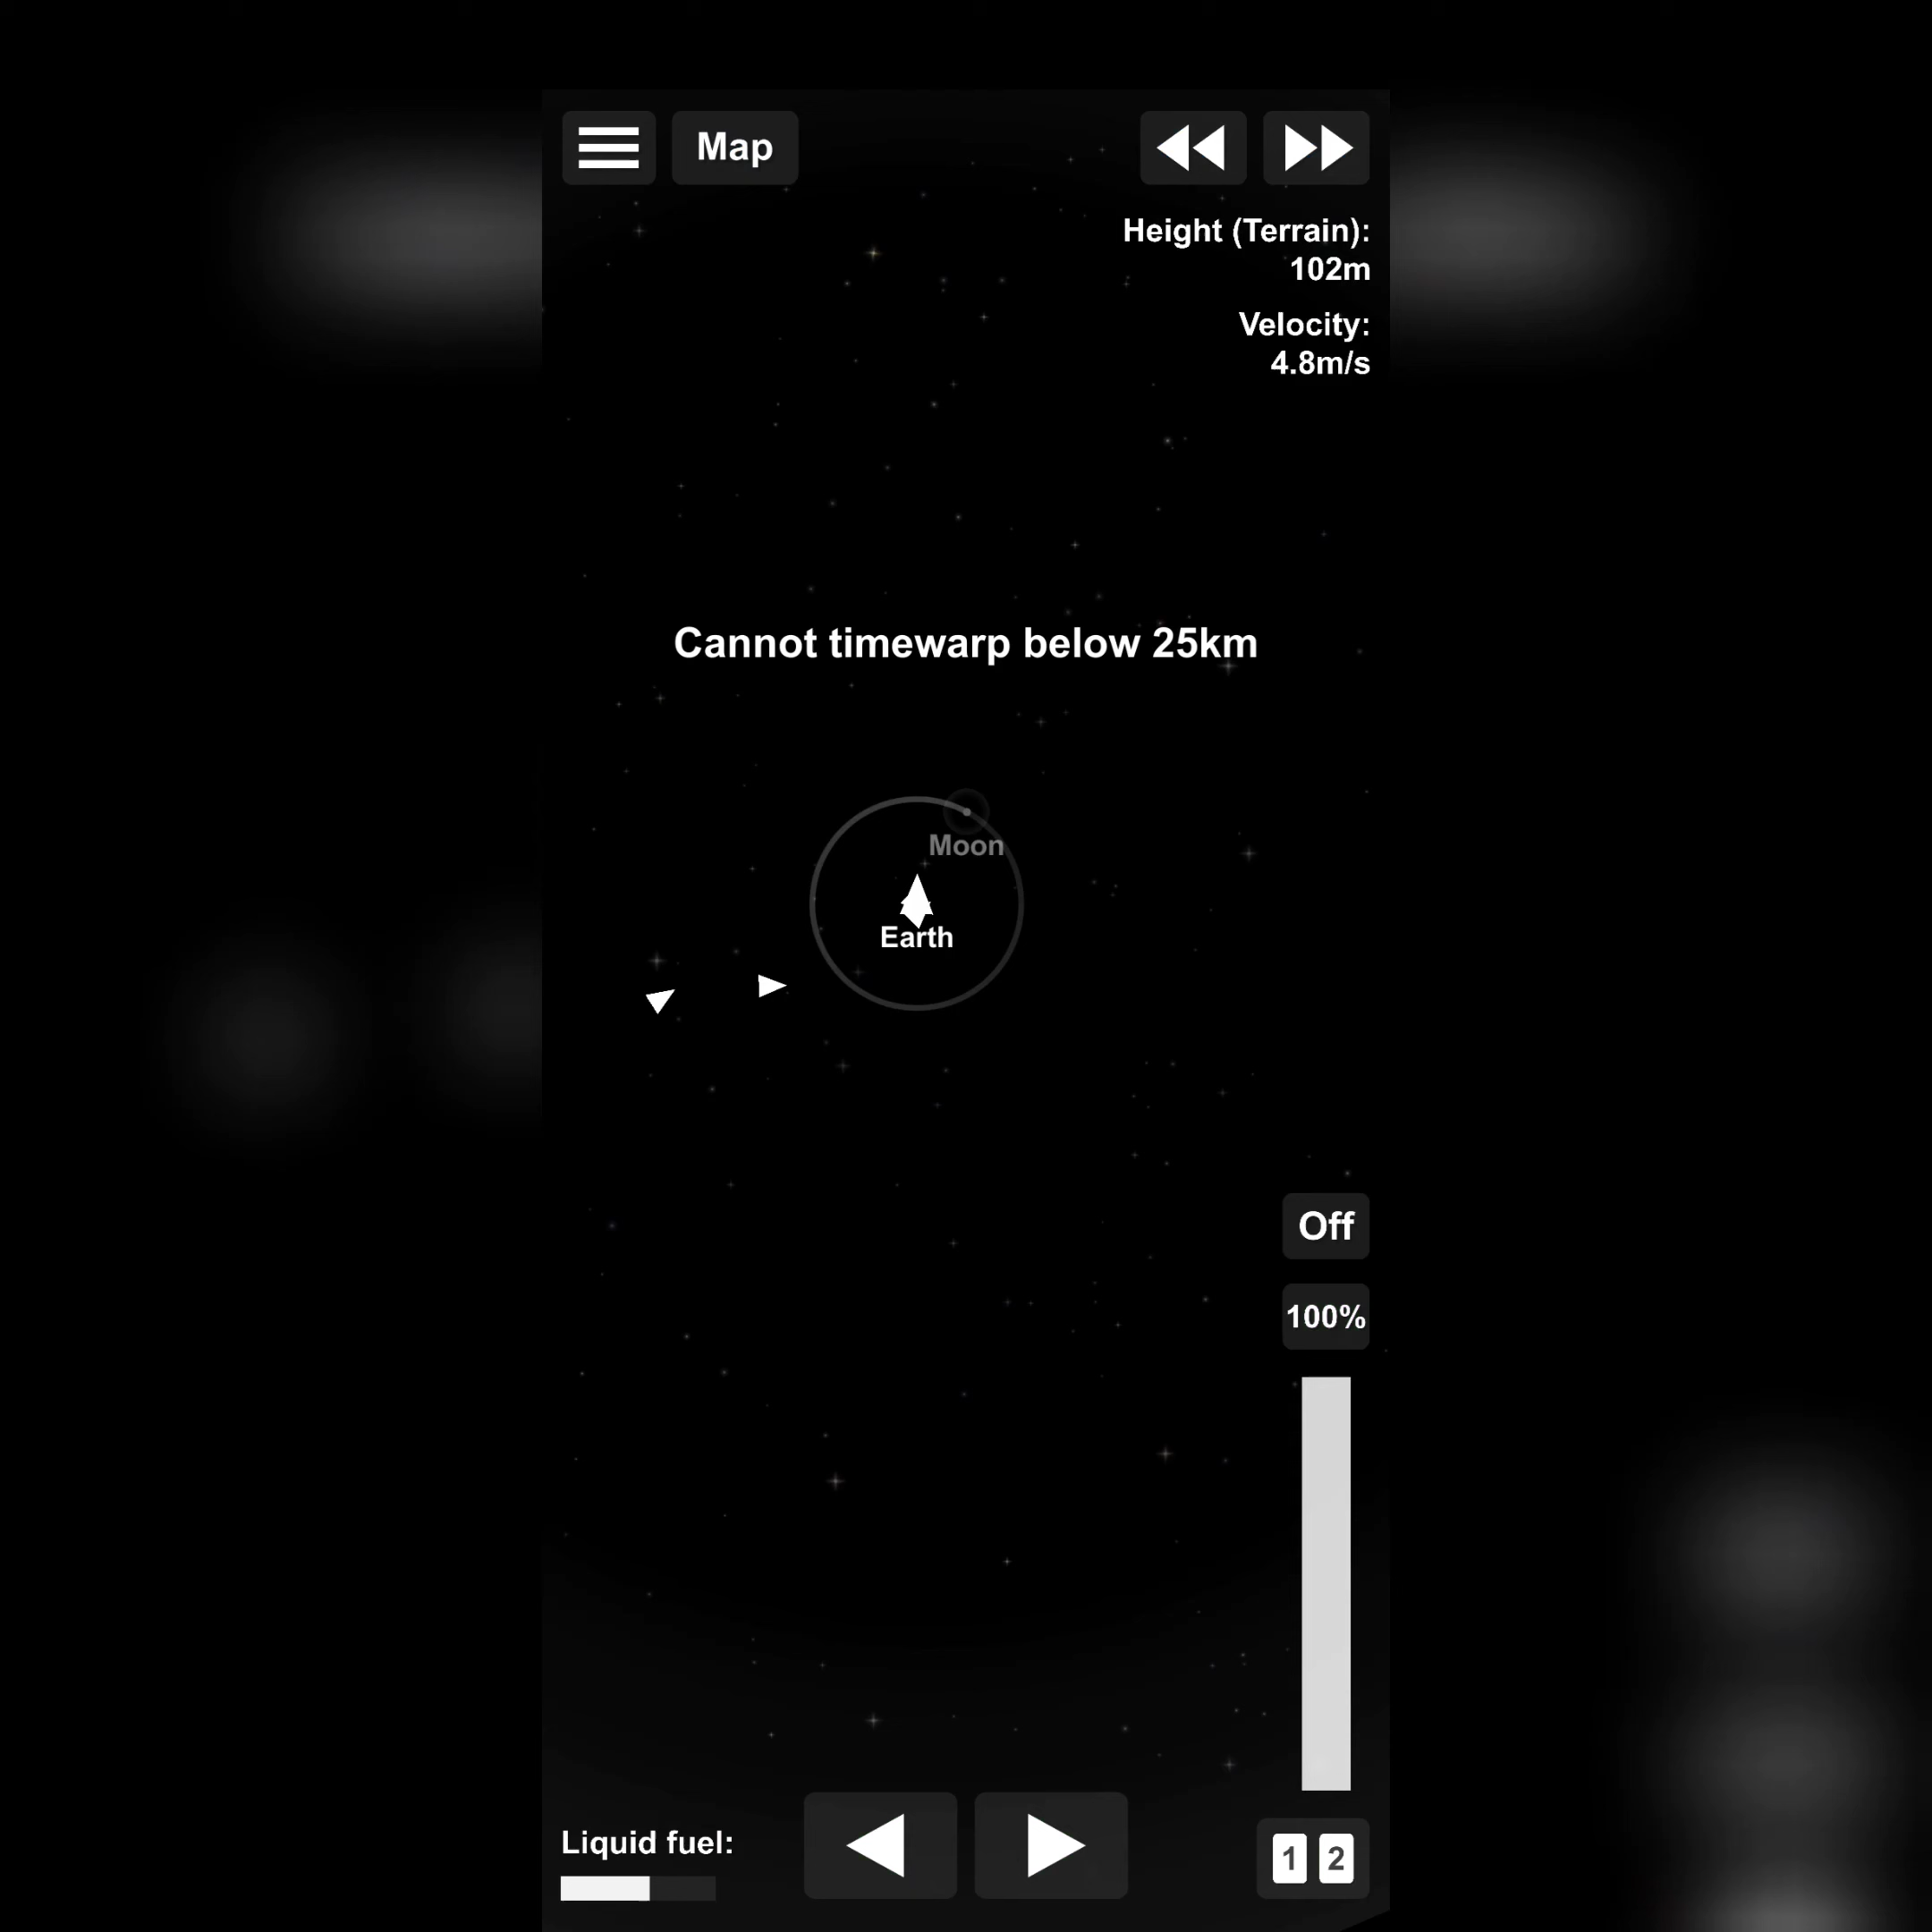 Map
Height (Terrain):
102m
Velocity:
4.8m/s
Cannot timewarp below 25km
Moon
Earth
Off
100%
Liquid fuel:
1 2